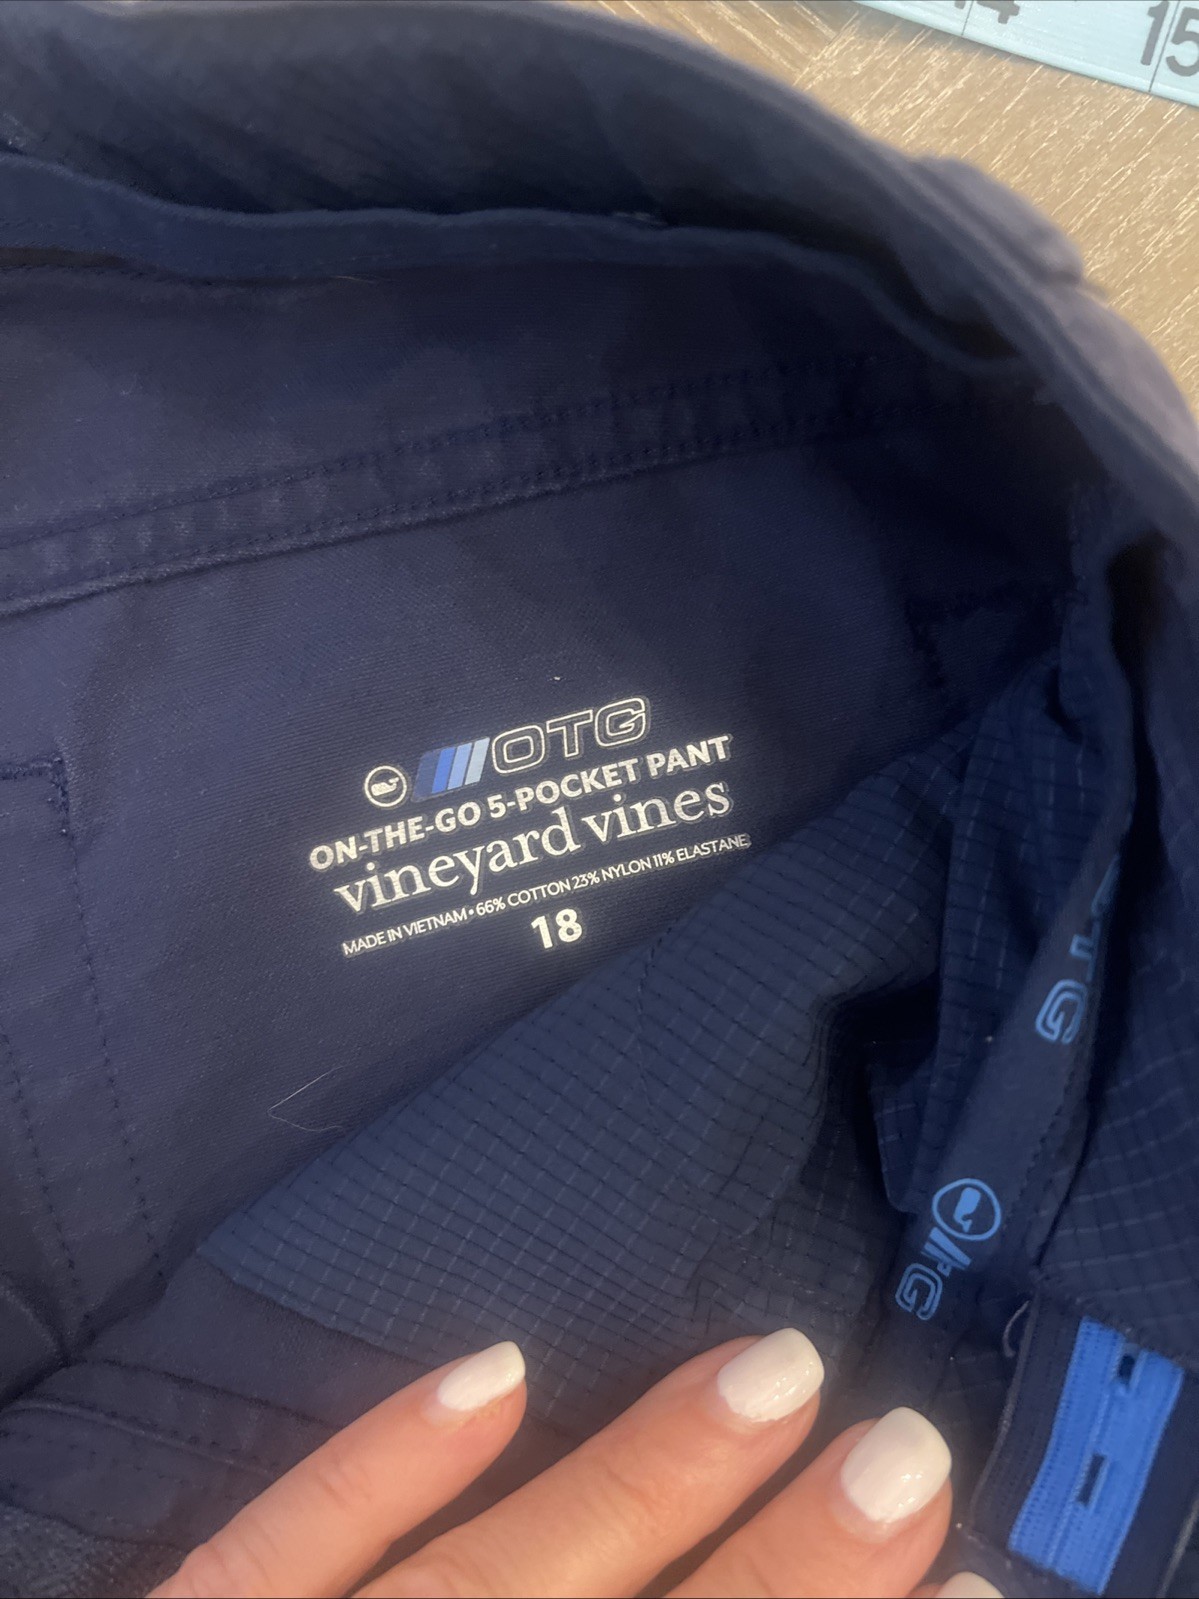 14 15
OTG
ON-THE-GO 5-POCKET PANT
vineyard vines
MADE IN VIETNAM • 66% COTTON 23% NYLON 11% ELASTANE
18
OTG